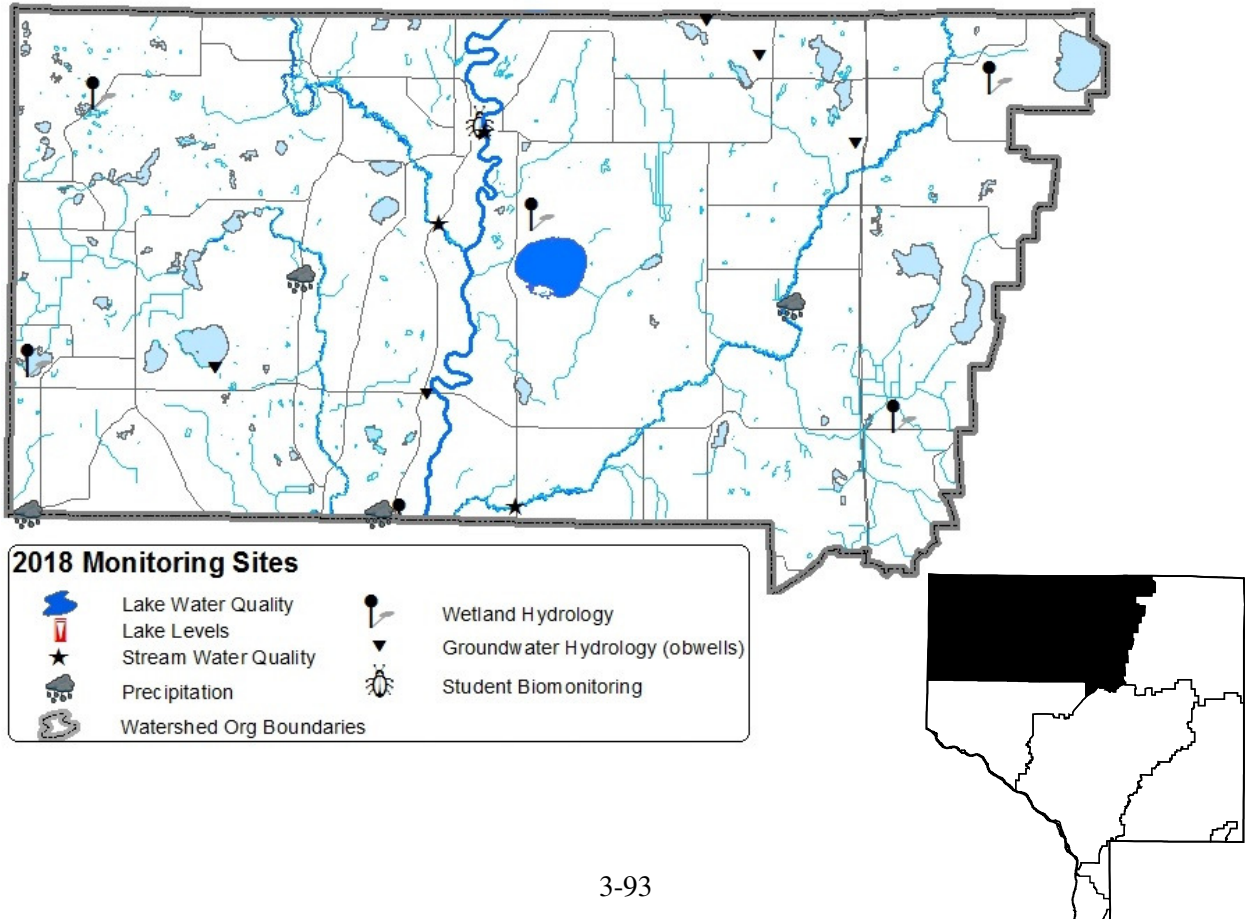 2018 Monitoring Sites
Lake Water Quality
Lake Levels
Stream Water Quality
Precipitation
Watershed Org Boundaries
Wetland Hydrology
Groundwater Hydrology (obwells)
Student Biomonitoring
3-93